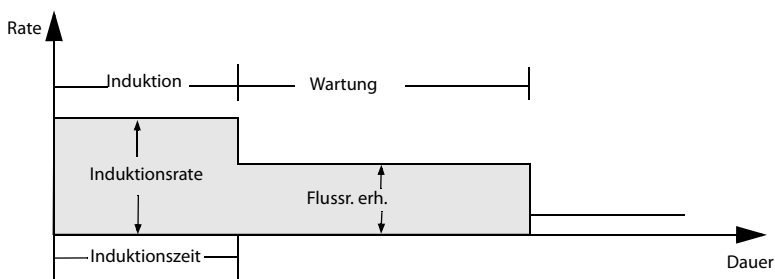 Rate
Induktion
Wartung
Induktionsrate
Flussr. erh.
Induktionszeit
Dauer